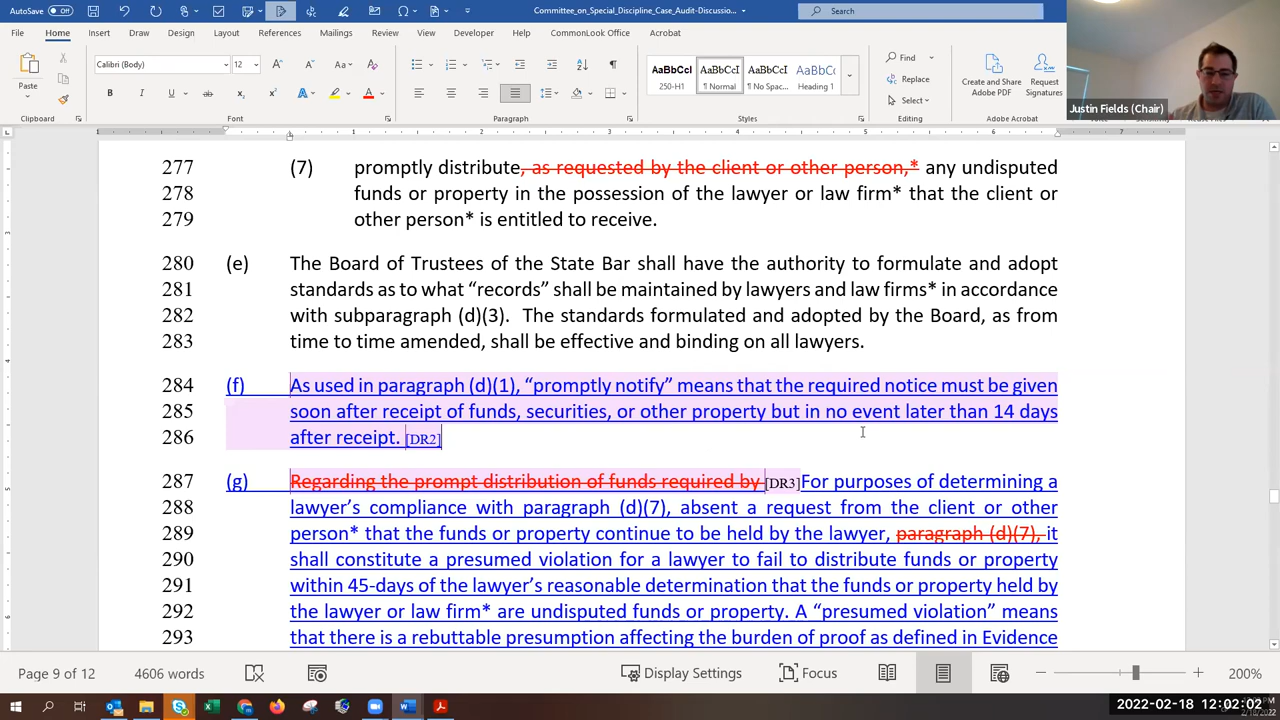 AutoSave Off Committee_on_Special_Discipline_Case_Audit-Discussio... Search
File Home Insert Draw Design Layout References Mailings Review View Developer Help CommonLook Office Acrobat
Calibri (Body) 12 Aa AaBbCcI AaBbCcI AaBbCcI AaBbCcI Find
Paste B I U ab 250-H1 ¶ Normal ¶ No Spac... Heading 1 Replace Create and Share Adobe PDF Request Signatures
Select
Clipboard Font Paragraph Styles Editing Adobe Acrobat
Justin Fields (Chair)
1 1 2 3 4 5 6 7
277 (7) promptly distribute, as requested by the client or other person,* any undisputed
278 funds or property in the possession of the lawyer or law firm* that the client or
279 other person* is entitled to receive.
280 (e) The Board of Trustees of the State Bar shall have the authority to formulate and adopt
281 standards as to what “records” shall be maintained by lawyers and law firms* in accordance
282 with subparagraph (d)(3). The standards formulated and adopted by the Board, as from
283 time to time amended, shall be effective and binding on all lawyers.
284 (f) As used in paragraph (d)(1), “promptly notify” means that the required notice must be given
285 soon after receipt of funds, securities, or other property but in no event later than 14 days
286 after receipt. [DR2]
287 (g) Regarding the prompt distribution of funds required by [DR3]For purposes of determining a
288 lawyer’s compliance with paragraph (d)(7), absent a request from the client or other
289 person* that the funds or property continue to be held by the lawyer, paragraph (d)(7), it
290 shall constitute a presumed violation for a lawyer to fail to distribute funds or property
291 within 45-days of the lawyer’s reasonable determination that the funds or property held by
292 the lawyer or law firm* are undisputed funds or property. A “presumed violation” means
293 that there is a rebuttable presumption affecting the burden of proof as defined in Evidence
Page 9 of 12 4606 words Display Settings Focus 200%
2022-02-18 12:02:02